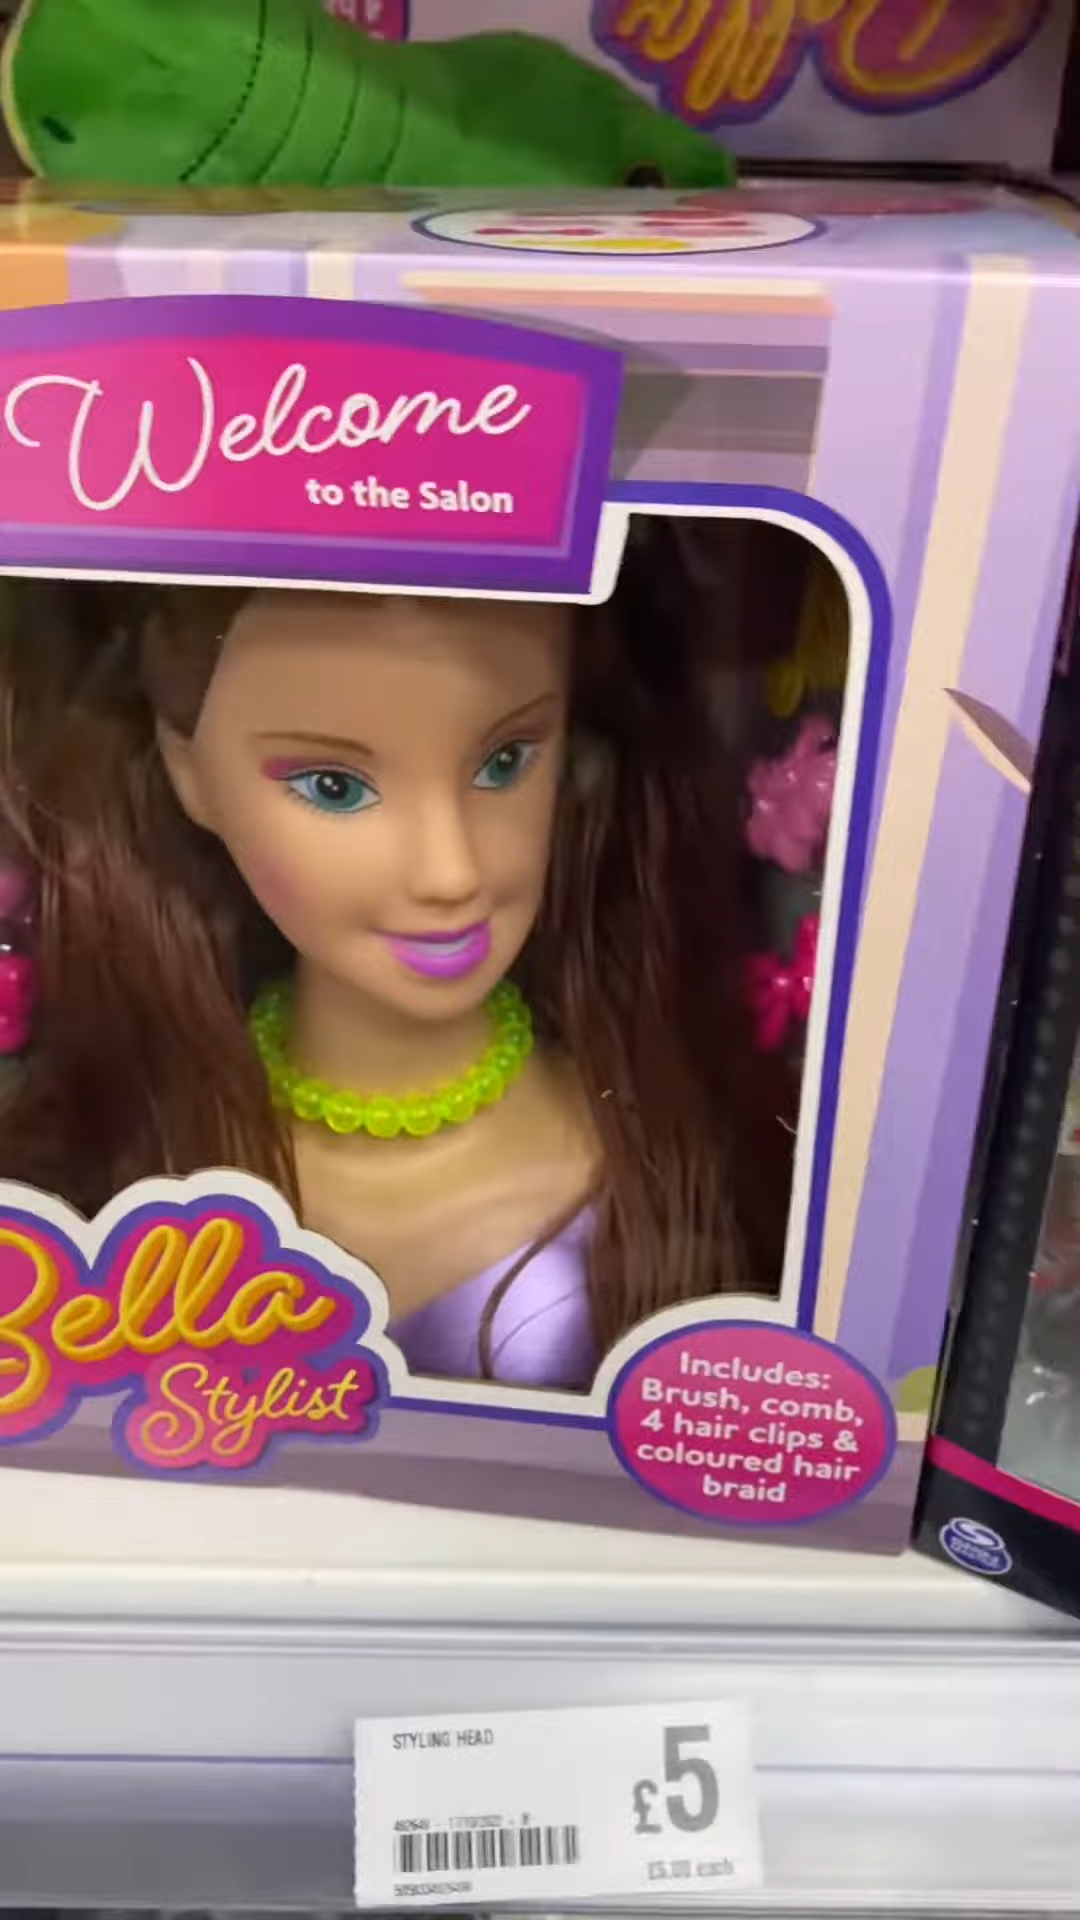 Bella
Welcome
to the Salon
Bella
Stylist
Includes:
Brush, comb,
4 hair clips &
coloured hair
braid
STYLING HEAD
£5
£5.00 each